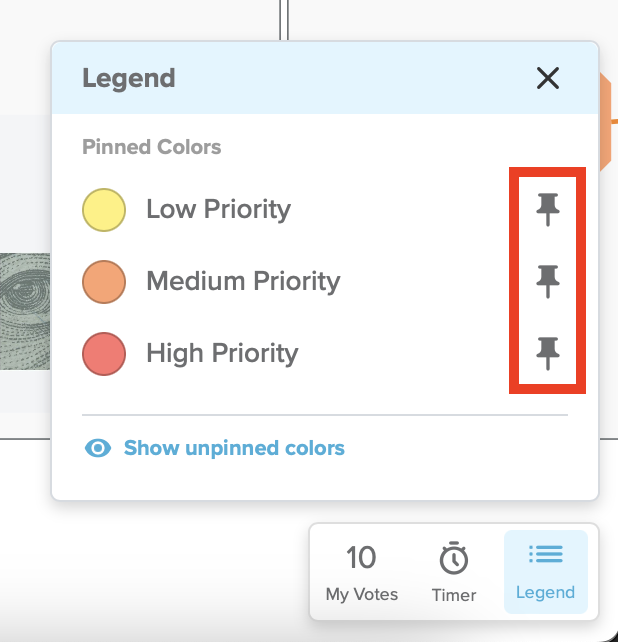 Legend
Pinned Colors
Low Priority
Medium Priority
High Priority
Show unpinned colors
10
My Votes
Timer
Legend